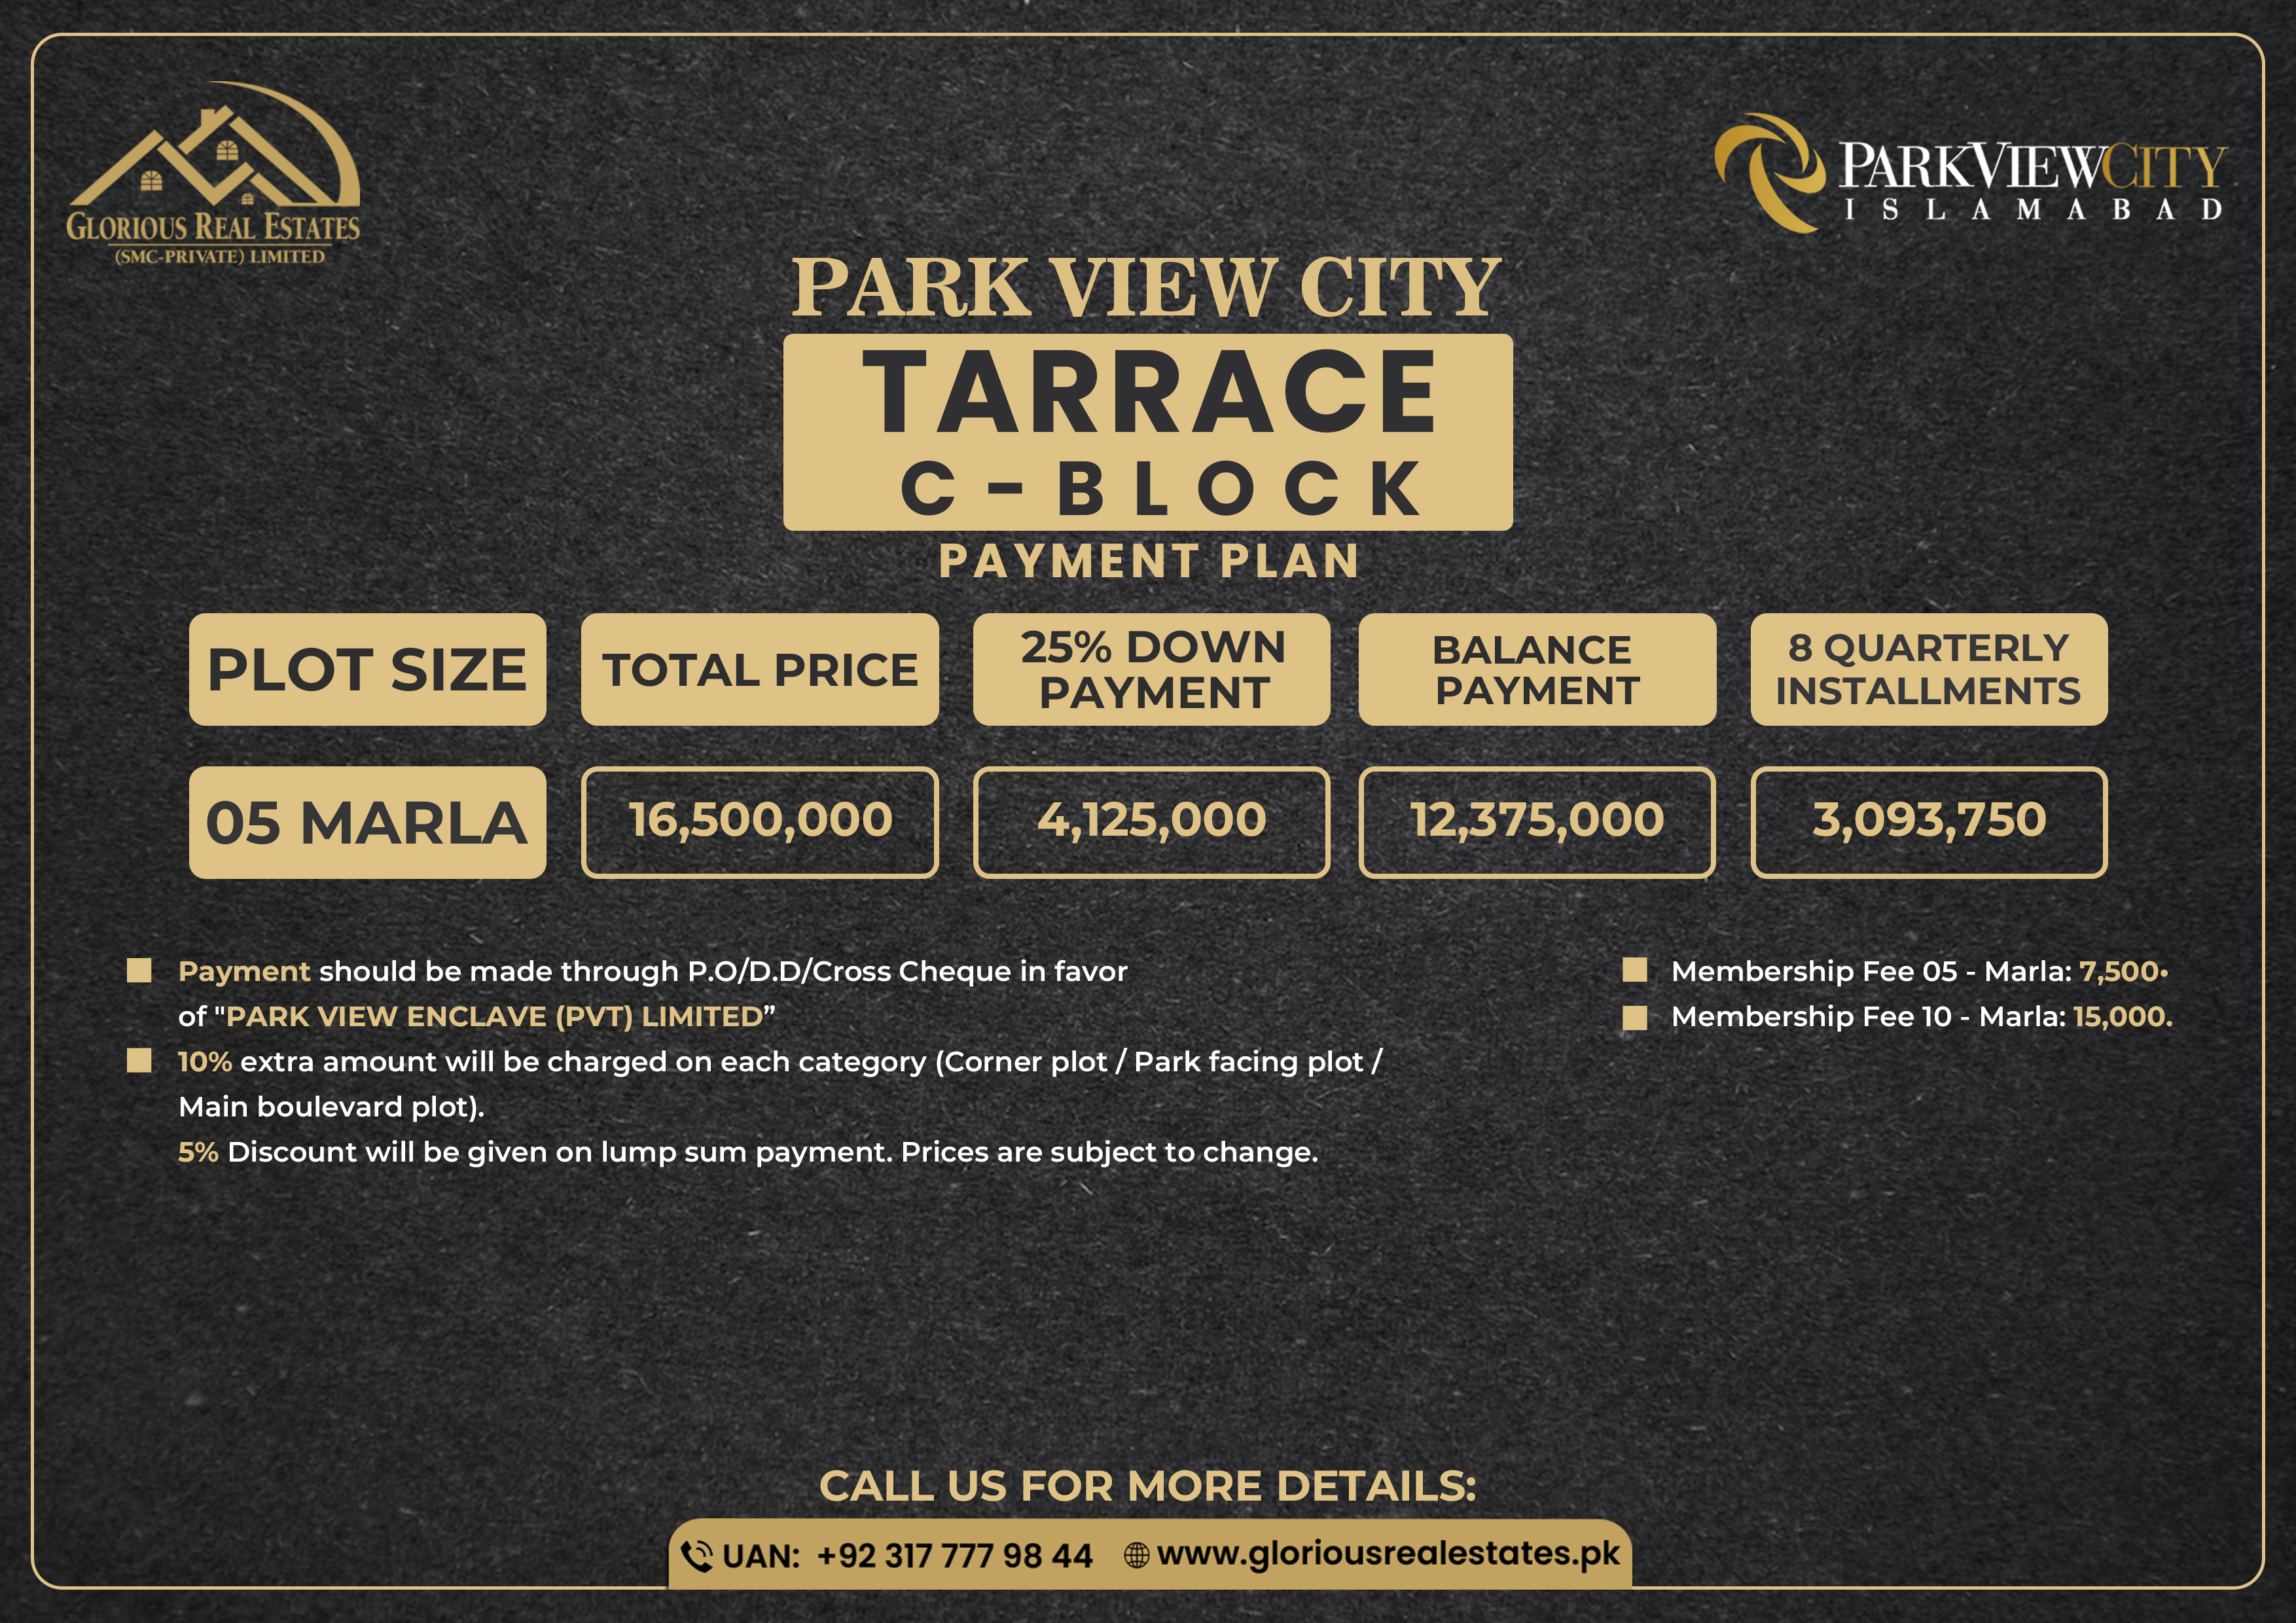 GLORIOUS REAL ESTATES
(SMC-PRIVATE) LIMITED
PARKVIEWCITY
ISLAMABAD
PARK VIEW CITY
TARRACE
C-BLOCK
PAYMENT PLAN
PLOT SIZE
TOTAL PRICE
25% DOWN
PAYMENT
BALANCE
PAYMENT
8 QUARTERLY
INSTALLMENTS
05 MARLA
16,500,000
4,125,000
12,375,000
3,093,750
Payment should be made through P.O/D.D/Cross Cheque in favor
of "PARK VIEW ENCLAVE (PVT) LIMITED”
10% extra amount will be charged on each category (Corner plot / Park facing plot /
Main boulevard plot).
5% Discount will be given on lump sum payment. Prices are subject to change.
Membership Fee 05 - Marla: 7,500•
Membership Fee 10 - Marla: 15,000.
CALL US FOR MORE DETAILS:
UAN: +92 317 777 98 44
www.gloriousrealestates.pk